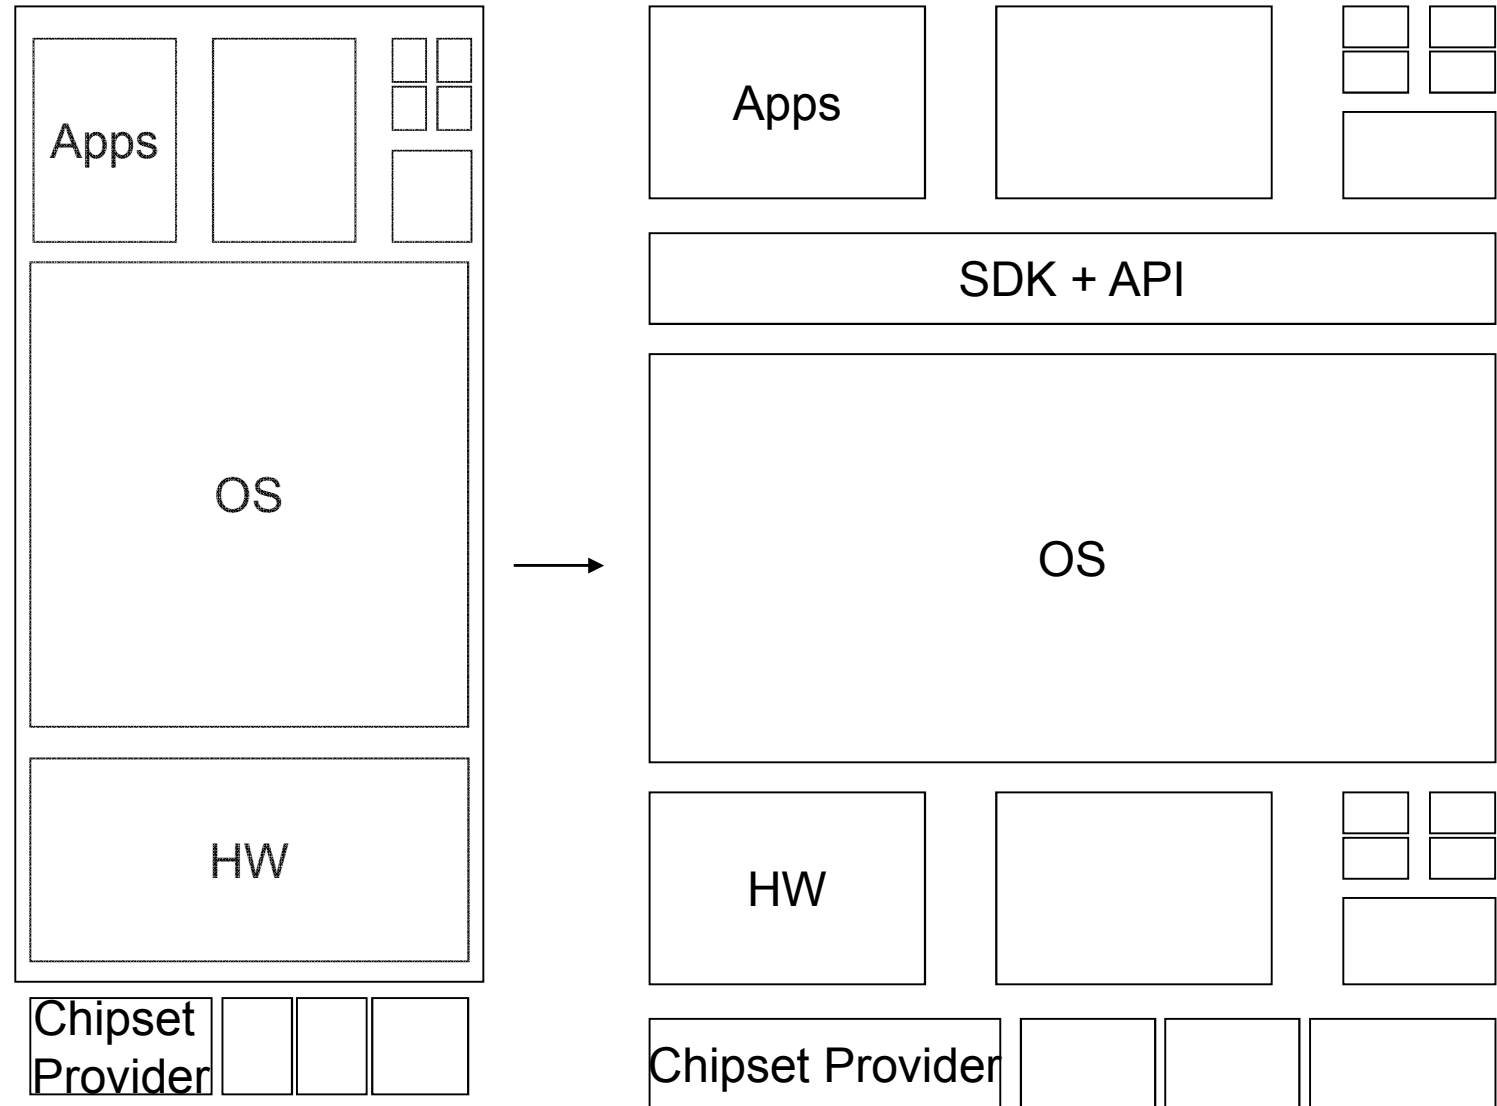 Apps
OS
HW
Chipset
Provider
Apps
SDK + API
OS
HW
Chipset Provider